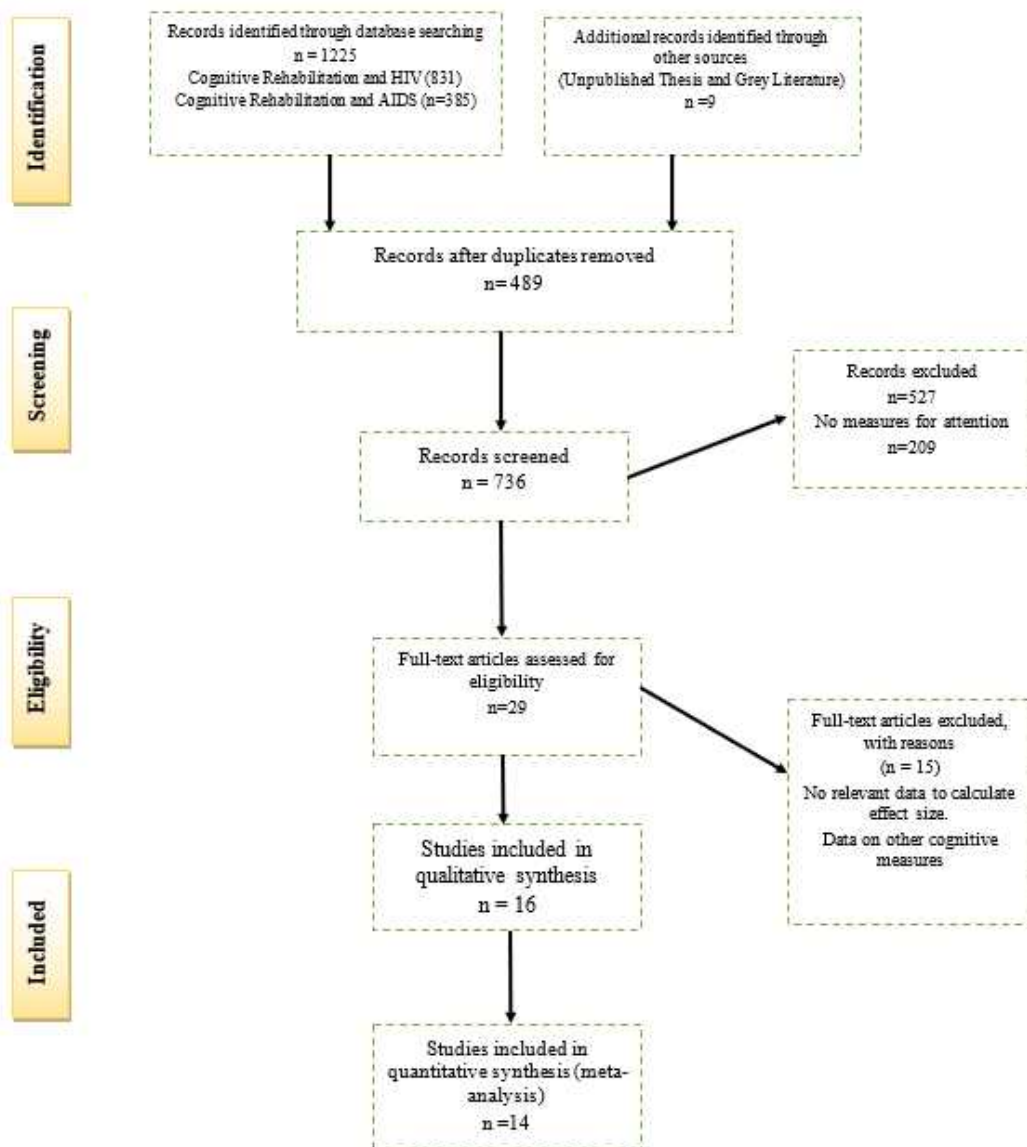 Identification
Records identified through database searching
n = 1225
Cognitive Rehabilitation and HIV (831)
Cognitive Rehabilitation and AIDS (n=385)
Additional records identified through
other sources
(Unpublished Thesis and Grey Literature)
n =9
Records after duplicates removed
n= 489
Screening
Records screened
n = 736
Records excluded
n=527
No measures for attention
n=209
Eligibility
Full-text articles assessed for
eligibility
n=29
Full-text articles excluded,
with reasons
(n = 15)
No relevant data to calculate
effect size.
Data on other cognitive
measures
Included
Studies included in
qualitative synthesis
n = 16
Studies included in
quantitative synthesis (meta-
analysis)
n =14